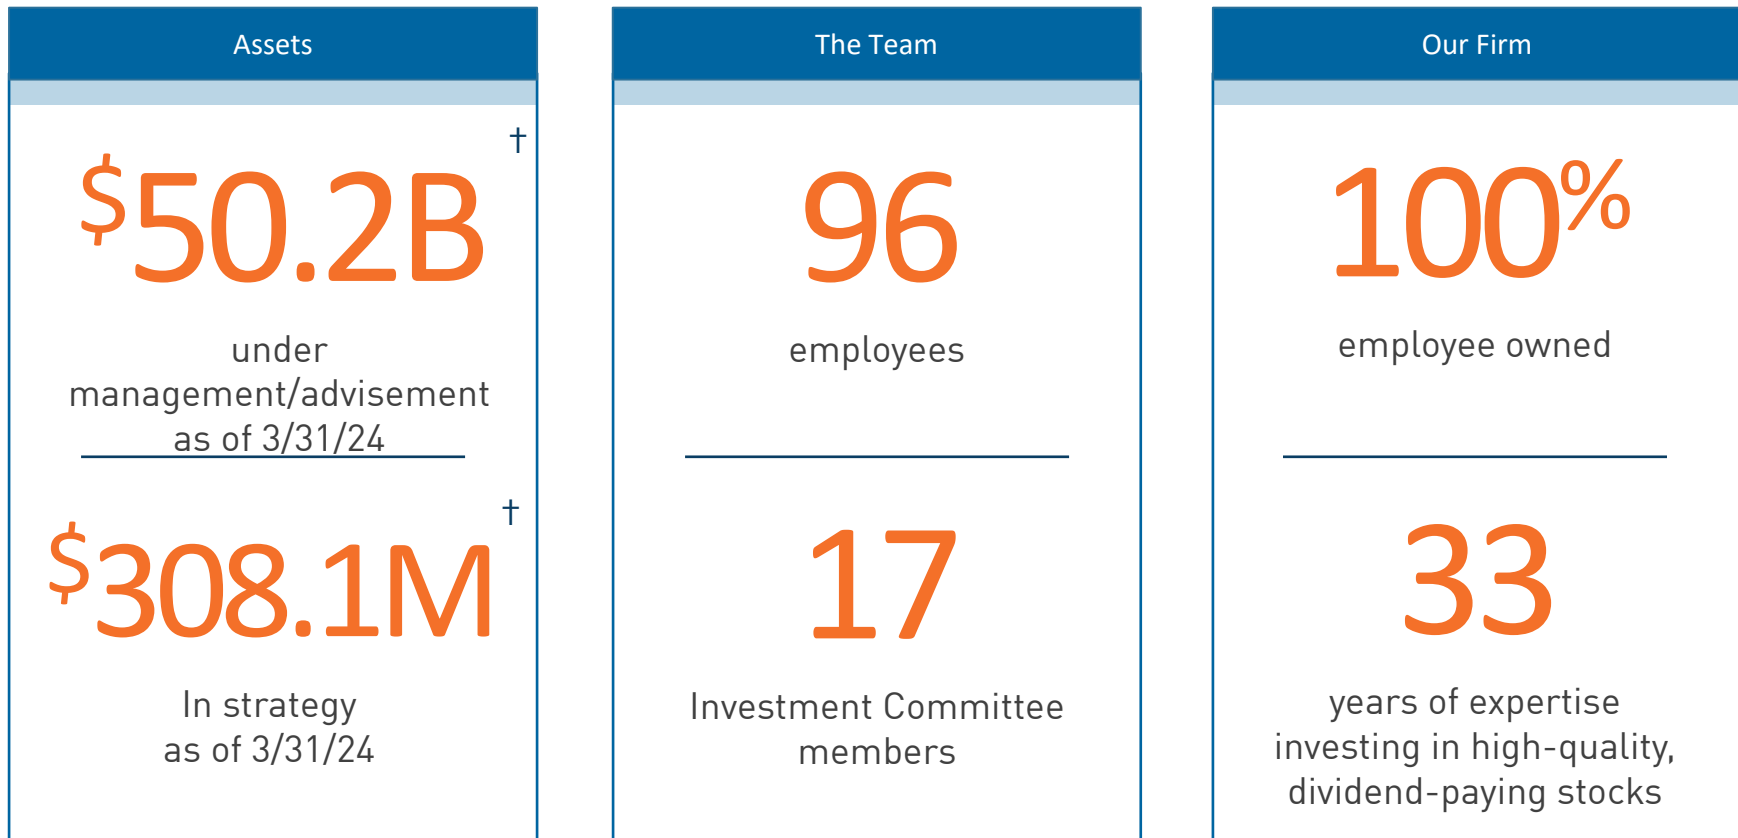 Assets
$50.2B†
under
management/advisement
as of 3/31/24
$308.1M†
In strategy
as of 3/31/24
The Team
96
employees
17
Investment Committee
members
Our Firm
100%
employee owned
33
years of expertise
investing in high-quality,
dividend-paying stocks